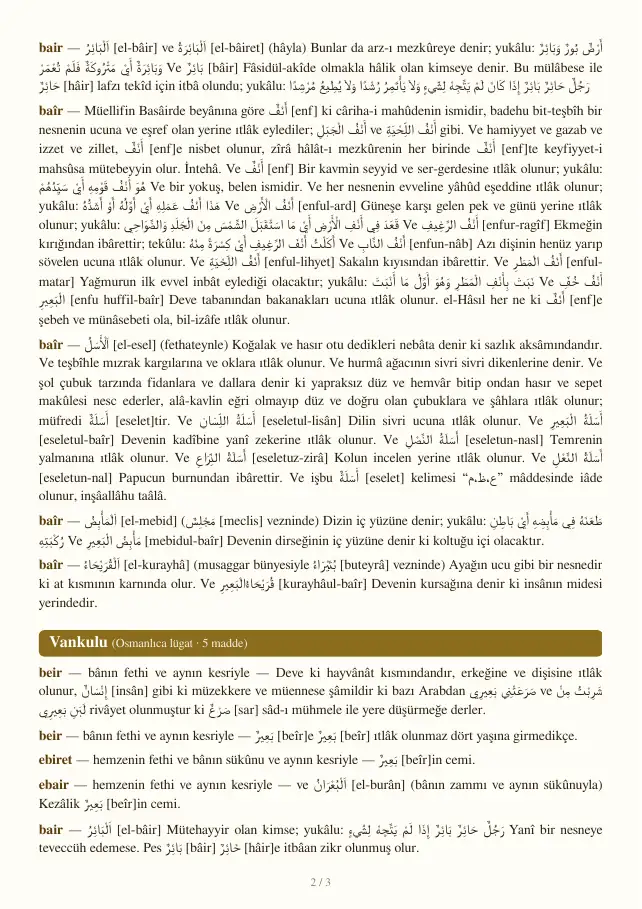 bair — اَلْبَائِرُ [el-bâir] ve اَلْبَائِرَةُ [el-bâiret] (hâyla) Bunlar da arz-ı mezkûreye denir; yukâlu: أَرْضٌ بُورٌ وَبَائِرٌ
وَبَائِرَةٌ أَيْ مَتْرُوكَةٌ فَلَمْ تُعْمَرْ Ve بَائِرٌ [bâir] Fâsidül-akîde olmakla hâlik olan kimseye denir. Bu mülâbese ile
حَائِرٌ [hâir] lafzı tekîd için itbâ olundu; yukâlu: رَجُلٌ حَائِرٌ بَائِرٌ إِذَا كَانَ لَمْ يَتَّجِهْ لِشَيْءٍ وَلاَ يَأْتَمِرُ رُشْدًا وَلاَ يُطِيعُ مُرْشِدًا
baîr — Müellifin Basâirde beyânına göre أَنْفٌ [enf] ki câriha-i mahûdenin ismidir, badehu bit-teşbîh bir
nesnenin ucuna ve eşref olan yerine ıtlâk eylediler; أَنْفُ الْجَبَلِ ve أَنْفُ اللِّحْيَةِ gibi. Ve hamiyyet ve gazab ve
izzet ve zillet, أَنْفٌ [enf]e nisbet olunur, zîrâ hâlât-ı mezkûrenin her birinde أَنْفٌ [enf]te keyfiyyet-i
mahsûsa mütebeyyin olur. İntehâ. Ve أَنْفٌ [enf] Bir kavmin seyyid ve ser-gerdesine ıtlâk olunur; yukâlu:
هُوَ أَنْفُ قَوْمِهِ أَيْ سَيِّدُهُمْ Ve bir yokuş, belen ismidir. Ve her nesnenin evveline yâhûd eşeddine ıtlâk olunur;
yukâlu: هَذَا أَنْفُ عَمَلِهِ أَيْ أَوَّلُهُ أَوْ أَشَدُّهُ Ve أَنْفُ الْأَرْضِ [enful-ard] Güneşe karşı gelen pek ve günü yerine ıtlâk
olunur; yukâlu: قَعَدَ فِي أَنْفِ الْأَرْضِ أَيْ مَا اسْتَقْبَلَ الشَّمْسَ مِنَ الْجَلَدِ وَالضَّوَاحِي Ve أَنْفُ الرَّغِيفِ [enfur-ragîf] Ekmeğin
kırığından ibârettir; tekûlu: أَكَلْتُ أَنْفَ الرَّغِيفِ أَيْ كِسْرَةً مِنْهُ Ve أَنْفُ النَّابِ [enfun-nâb] Azı dişinin henüz yarıp
sövelen ucuna ıtlâk olunur. Ve أَنْفُ اللِّحْيَةِ [enful-lihyet] Sakalın kıyısından ibârettir. Ve أَنْفُ الْمَطَرِ [enful-
matar] Yağmurun ilk evvel inbât eylediği olacaktır; yukâlu: نَبَتَ بِأَنْفِ الْمَطَرِ وَهُوَ أَوَّلُ مَا أَنْبَتَ Ve أَنْفُ خُفِّ
الْبَعِيرِ [enfu huffil-baîr] Deve tabanından bakanakları ucuna ıtlâk olunur. el-Hâsıl her ne ki أَنْفٌ [enf]e
şebeh ve münâsebeti ola, bil-izâfe ıtlâk olunur.
baîr — اَلْأَسَلُ [el-esel] (fethateynle) Koğalak ve hasır otu dedikleri nebâta denir ki sazlık aksâmındandır.
Ve teşbîhle mızrak kargılarına ve oklara ıtlâk olunur. Ve hurmâ ağacının sivri sivri dikenlerine denir. Ve
şol çubuk tarzında fidanlara ve dallara denir ki yapraksız düz ve hemvâr bitip ondan hasır ve sepet
makûlesi nesc ederler, alâ-kavlin eğri olmayıp düz ve doğru olan çubuklara ve şâhlara ıtlâk olunur;
müfredi أَسَلَةٌ [eselet]tir. Ve أَسَلَةُ اللِّسَانِ [eseletul-lisân] Dilin sivri ucuna ıtlâk olunur. Ve أَسَلَةُ الْبَعِيرِ
[eseletul-baîr] Devenin kadîbine yanî zekerine ıtlâk olunur. Ve أَسَلَةُ النَّصْلِ [eseletun-nasl] Temrenin
yalmanına ıtlâk olunur. Ve أَسَلَةُ الذِّرَاعِ [eseletuz-zirâ] Kolun incelen yerine ıtlâk olunur. Ve أَسَلَةُ النَّعْلِ
[eseletun-nal] Papucun burnundan ibârettir. Ve işbu أَسَلَةٌ [eselet] kelimesi “ع،ظ،م” mâddesinde iâde
olunur, inşâallâhu taâlâ.
baîr — اَلْمَأْبِضُ [el-mebid] (مَجْلِسٌ [meclis] vezninde) Dizin iç yüzüne denir; yukâlu: طَعَنَهُ فِي مَأْبِضِهِ أَيْ بَاطِنِ
رُكْبَتِهِ Ve مَأْبِضُ الْبَعِيرِ [mebidul-baîr] Devenin dirseğinin iç yüzüne denir ki koltuğu içi olacaktır.
baîr — اَلْقُرَيْحَاءُ [el-kurayhâ] (musaggar bünyesiyle بُتَيْرَاءُ [buteyrâ] vezninde) Ayağın ucu gibi bir nesnedir
ki at kısmının karnında olur. Ve قُرَيْحَاءُالْبَعِيرِ [kurayhâul-baîr] Devenin kursağına denir ki insânın midesi
yerindedir.
Vankulu (Osmanlıca lügat · 5 madde)
beir — bânın fethi ve aynın kesriyle — Deve ki hayvânât kısmındandır, erkeğine ve dişisine ıtlâk
olunur, إِنْسَانٌ [insân] gibi ki müzekkere ve müennese şâmildir ki bazı Arabdan صَرَعَتْنِي بَعِيرِي ve شَرِبْتُ مِنْ
لَبَنِ بَعِيرِي rivâyet olunmuştur ki صَرْعٌ [sar] sâd-ı mühmele ile yere düşürmeğe derler.
beir — bânın fethi ve aynın kesriyle — بَعِيرٌ [beîr]e بَعِيرٌ [beîr] ıtlâk olunmaz dört yaşına girmedikçe.
ebiret — hemzenin fethi ve bânın sükûnu ve aynın kesriyle — بَعِيرٌ [beîr]in cemi.
ebair — hemzenin fethi ve aynın kesriyle — ve اَلْبُعْرَانُ [el-burân] (bânın zammı ve aynın sükûnuyla)
Kezâlik بَعِيرٌ [beîr]in cemi.
bair — اَلْبَائِرُ [el-bâir] Mütehayyir olan kimse; yukâlu: رَجُلٌ حَائِرٌ بَائِرٌ إِذَا لَمْ يَتَّجِهْ لِشَيْءٍ Yanî bir nesneye
teveccüh edemese. Pes بَائِرٌ [bâir] حَائِرٌ [hâir]e itbâan zikr olunmuş olur.
2 / 3